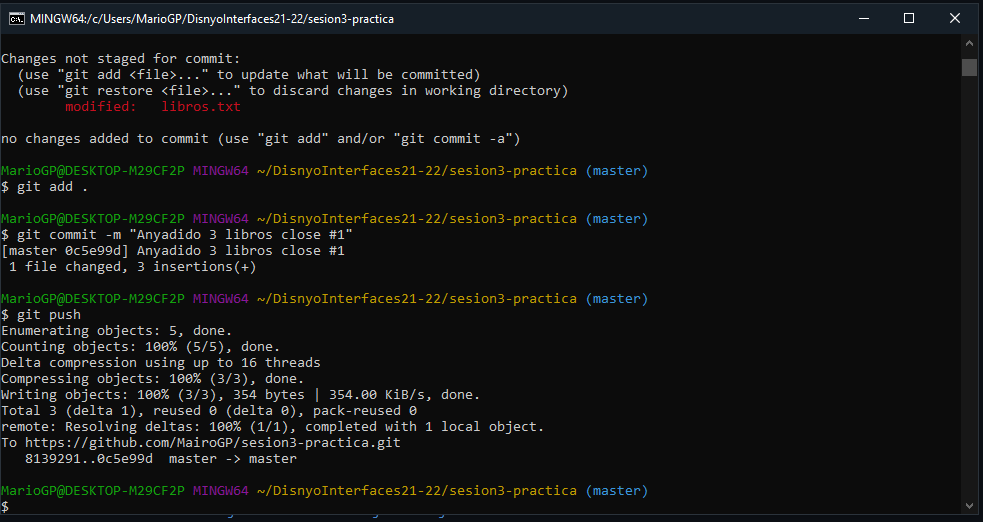 MINGW64:/c/Users/MarioGP/DisnyoInterfaces21-22/sesion3-practica
Changes not staged for commit:
  (use "git add <file>..." to update what will be committed)
  (use "git restore <file>..." to discard changes in working directory)
        modified:   libros.txt
no changes added to commit (use "git add" and/or "git commit -a")
MarioGP@DESKTOP-M29CF2P MINGW64 ~/DisnyoInterfaces21-22/sesion3-practica (master)
$ git add .
MarioGP@DESKTOP-M29CF2P MINGW64 ~/DisnyoInterfaces21-22/sesion3-practica (master)
$ git commit -m "Anyadido 3 libros close #1"
[master 0c5e99d] Anyadido 3 libros close #1
 1 file changed, 3 insertions(+)
MarioGP@DESKTOP-M29CF2P MINGW64 ~/DisnyoInterfaces21-22/sesion3-practica (master)
$ git push
Enumerating objects: 5, done.
Counting objects: 100% (5/5), done.
Delta compression using up to 16 threads
Compressing objects: 100% (3/3), done.
Writing objects: 100% (3/3), 354 bytes | 354.00 KiB/s, done.
Total 3 (delta 1), reused 0 (delta 0), pack-reused 0
remote: Resolving deltas: 100% (1/1), completed with 1 local object.
To https://github.com/MairoGP/sesion3-practica.git
   8139291..0c5e99d  master -> master
MarioGP@DESKTOP-M29CF2P MINGW64 ~/DisnyoInterfaces21-22/sesion3-practica (master)
$